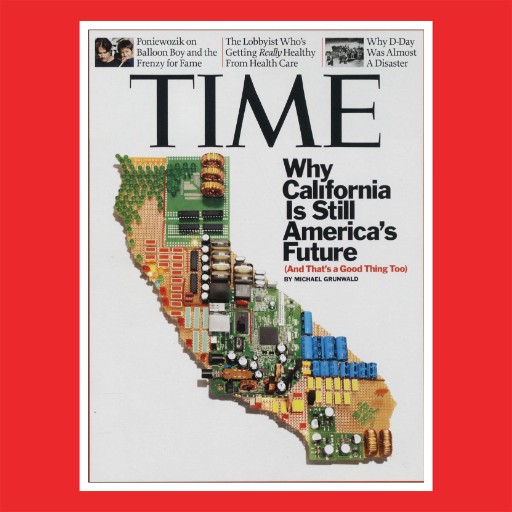 Poniewozik on
Balloon Boy and the
Frenzy for Fame
The Lobbyist Who's
Getting Really Healthy
From Health Care
Why D-Day
Was Almost
A Disaster
TIME
Why
California
Is Still
America's
Future
(And That's a Good Thing Too)
BY MICHAEL GRUNWALD